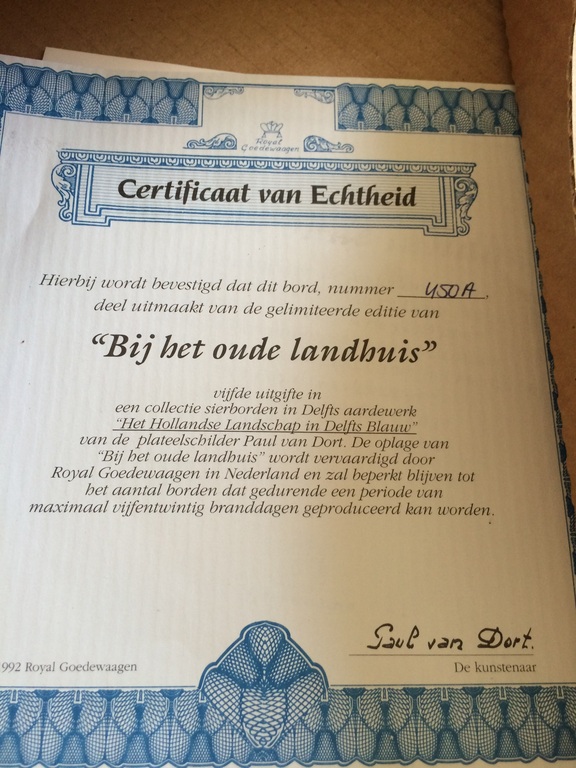 Royal
Goedewaagen
Certificaat van Echtheid
Hierbij wordt bevestigd dat dit bord, nummer 450A,
deel uitmaakt van de gelimiteerde editie van
“Bij het oude landhuis”
vijfde uitgifte in
een collectie sierborden in Delfts aardewerk
“Het Hollandse Landschap in Delfts Blauw”
van de plateelschilder Paul van Dort. De oplage van
“Bij het oude landhuis” wordt vervaardigd door
Royal Goedewaagen in Nederland en zal beperkt blijven tot
het aantal borden dat gedurende een periode van
maximaal vijfentwintig branddagen geproduceerd kan worden.
Paul van Dort.
992 Royal Goedewaagen
De kunstenaar